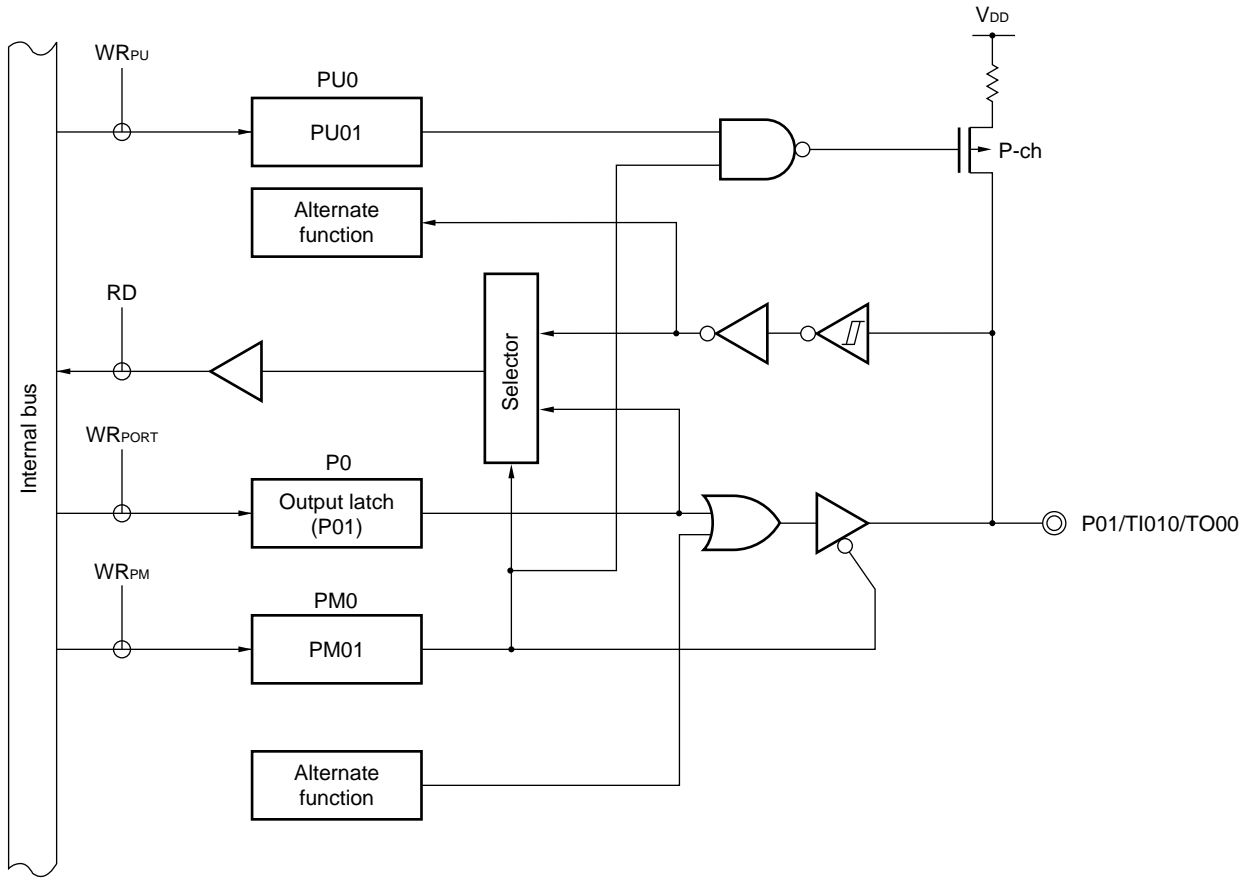 VDD
WRPU
PU0
PU01
P-ch
Alternate
function
RD
Selector
Internal bus
WRPORT
P0
Output latch
(P01)
P01/TI010/TO00
WRPM
PM0
PM01
Alternate
function